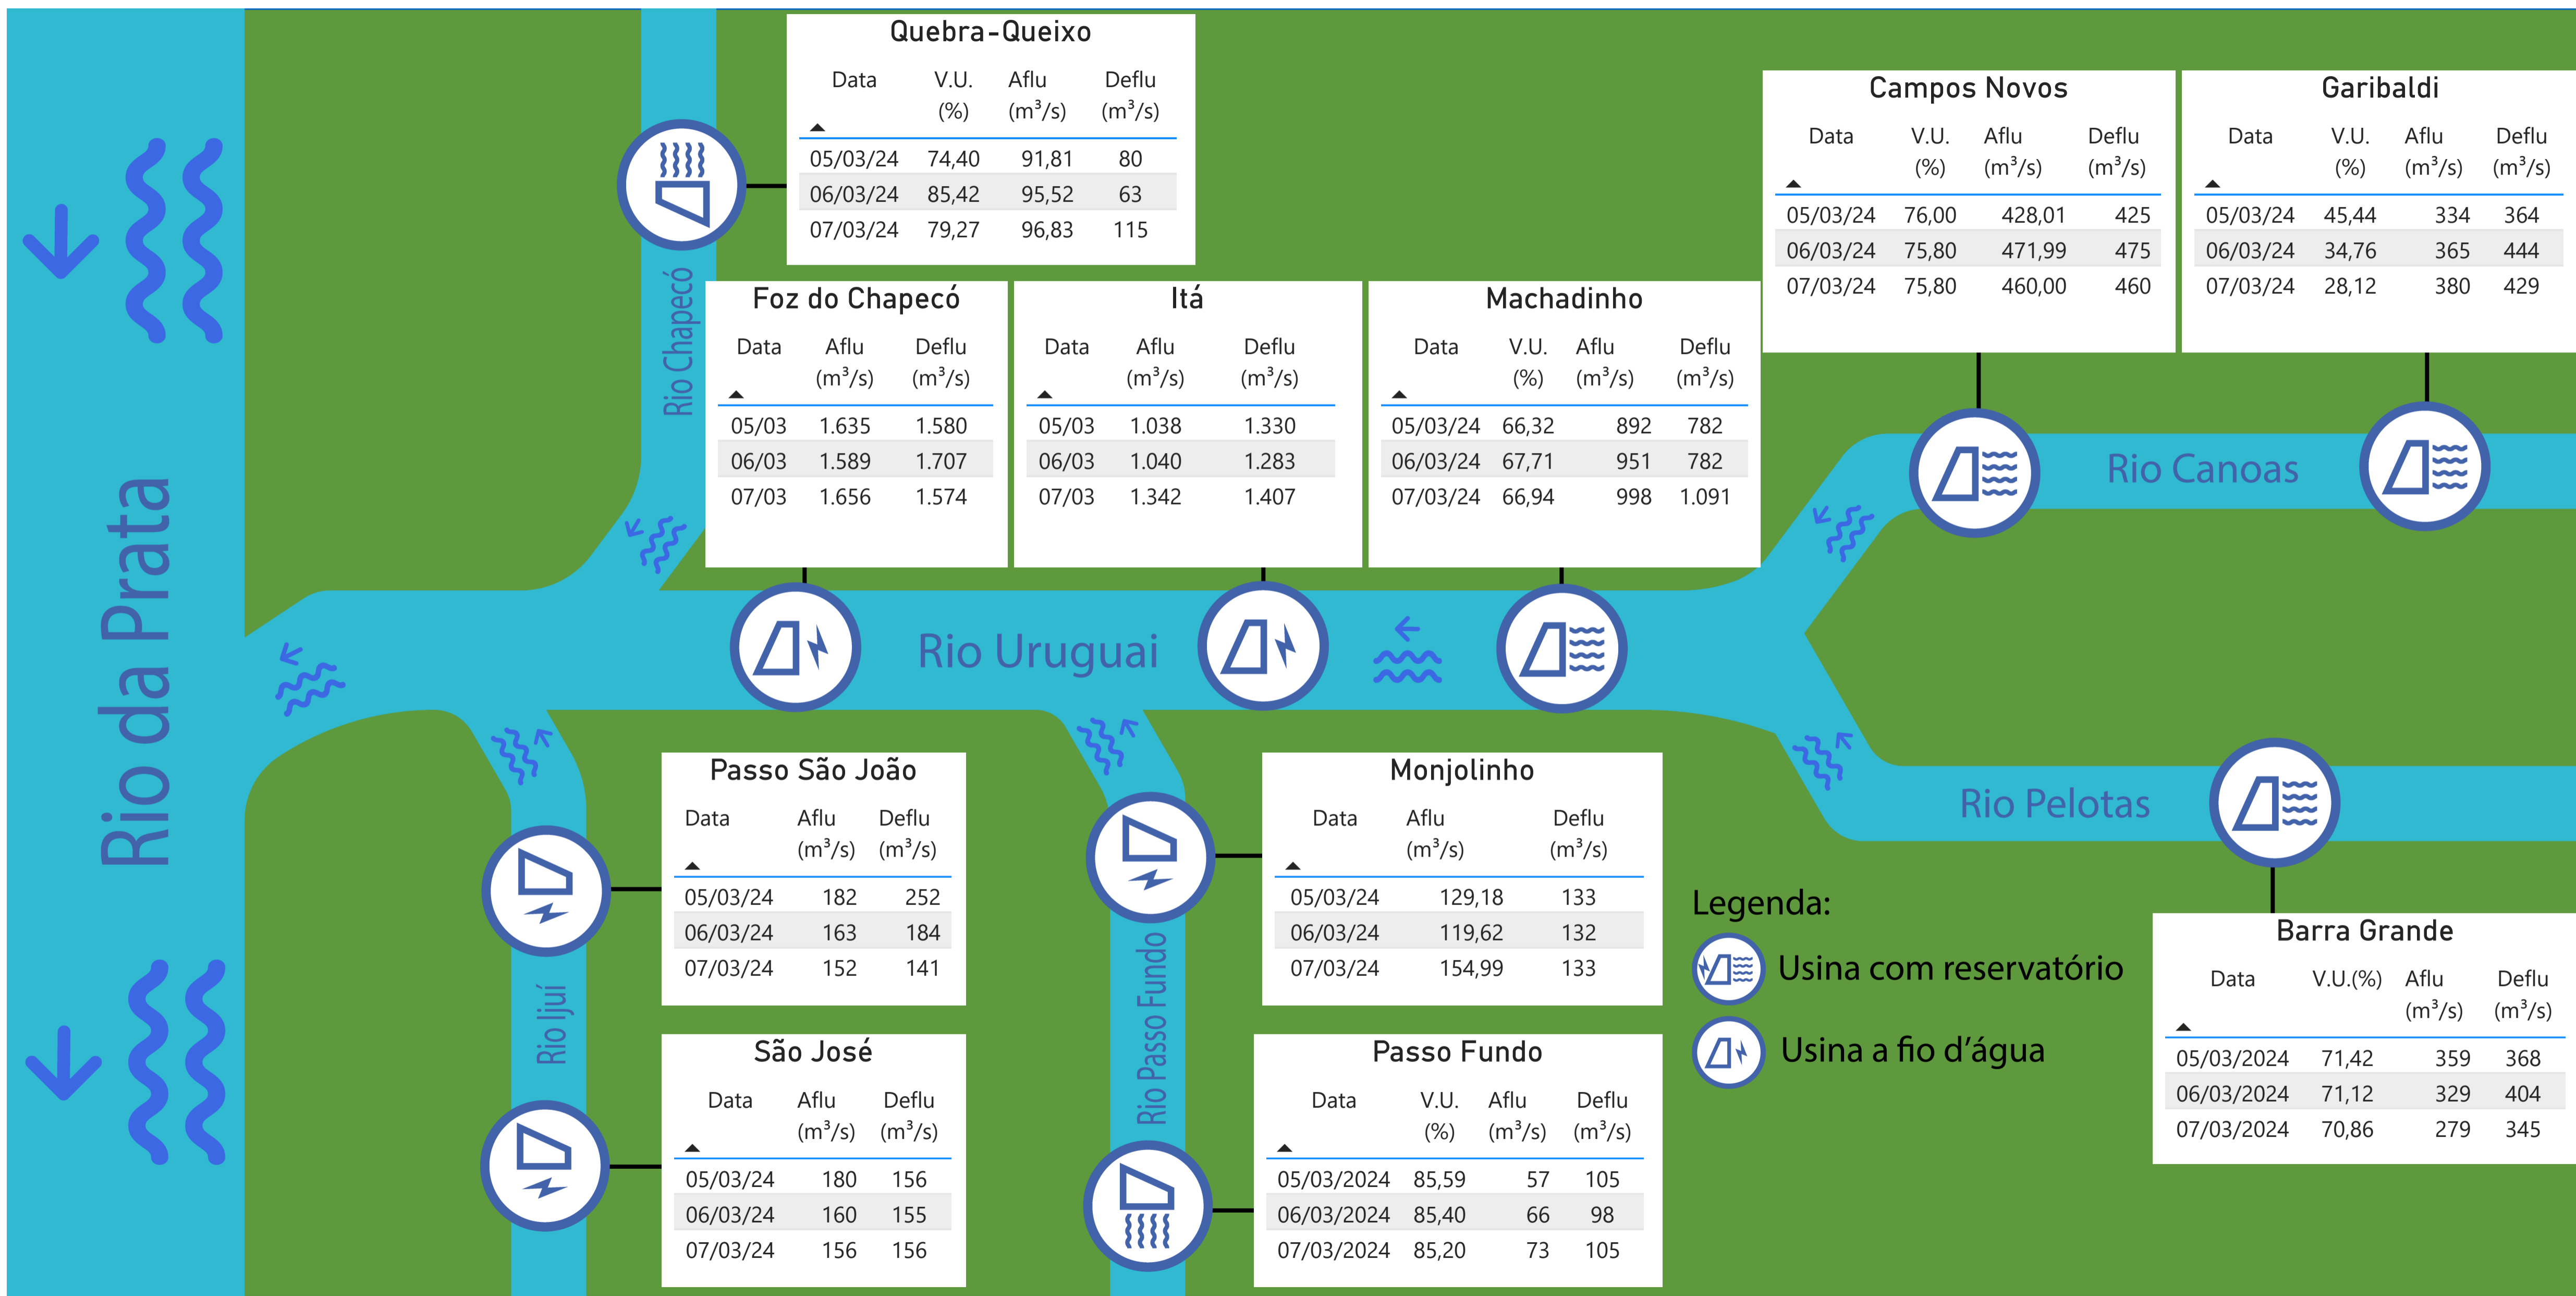 Rio da Prata
Quebra-Queixo
Data V.U. Aflu Deflu
(%) (m³/s) (m³/s)
05/03/24 74,40 91,81 80
06/03/24 85,42 95,52 63
07/03/24 79,27 96,83 115
Rio Chapecó
Campos Novos
Data V.U. Aflu Deflu
(%) (m³/s) (m³/s)
05/03/24 76,00 428,01 425
06/03/24 75,80 471,99 475
07/03/24 75,80 460,00 460
Garibaldi
Data V.U. Aflu Deflu
(%) (m³/s) (m³/s)
05/03/24 45,44 334 364
06/03/24 34,76 365 444
07/03/24 28,12 380 429
Foz do Chapecó
Data Aflu Deflu
(m³/s) (m³/s)
05/03 1.635 1.580
06/03 1.589 1.707
07/03 1.656 1.574
Itá
Data Aflu Deflu
(m³/s) (m³/s)
05/03 1.038 1.330
06/03 1.040 1.283
07/03 1.342 1.407
Machadinho
Data V.U. Aflu Deflu
(%) (m³/s) (m³/s)
05/03/24 66,32 892 782
06/03/24 67,71 951 782
07/03/24 66,94 998 1.091
Rio Canoas
Rio Uruguai
Rio Pelotas
Passo São João
Data Aflu Deflu
(m³/s) (m³/s)
05/03/24 182 252
06/03/24 163 184
07/03/24 152 141
Rio Ijuí
São José
Data Aflu Deflu
(m³/s) (m³/s)
05/03/24 180 156
06/03/24 160 155
07/03/24 156 156
Monjolinho
Data Aflu Deflu
(m³/s) (m³/s)
05/03/24 129,18 133
06/03/24 119,62 132
07/03/24 154,99 133
Rio Passo Fundo
Passo Fundo
Data V.U. Aflu Deflu
(%) (m³/s) (m³/s)
05/03/2024 85,59 57 105
06/03/2024 85,40 66 98
07/03/2024 85,20 73 105
Legenda:
Usina com reservatório
Usina a fio d'água
Barra Grande
Data V.U.(%) Aflu Deflu
(m³/s) (m³/s)
05/03/2024 71,42 359 368
06/03/2024 71,12 329 404
07/03/2024 70,86 279 345